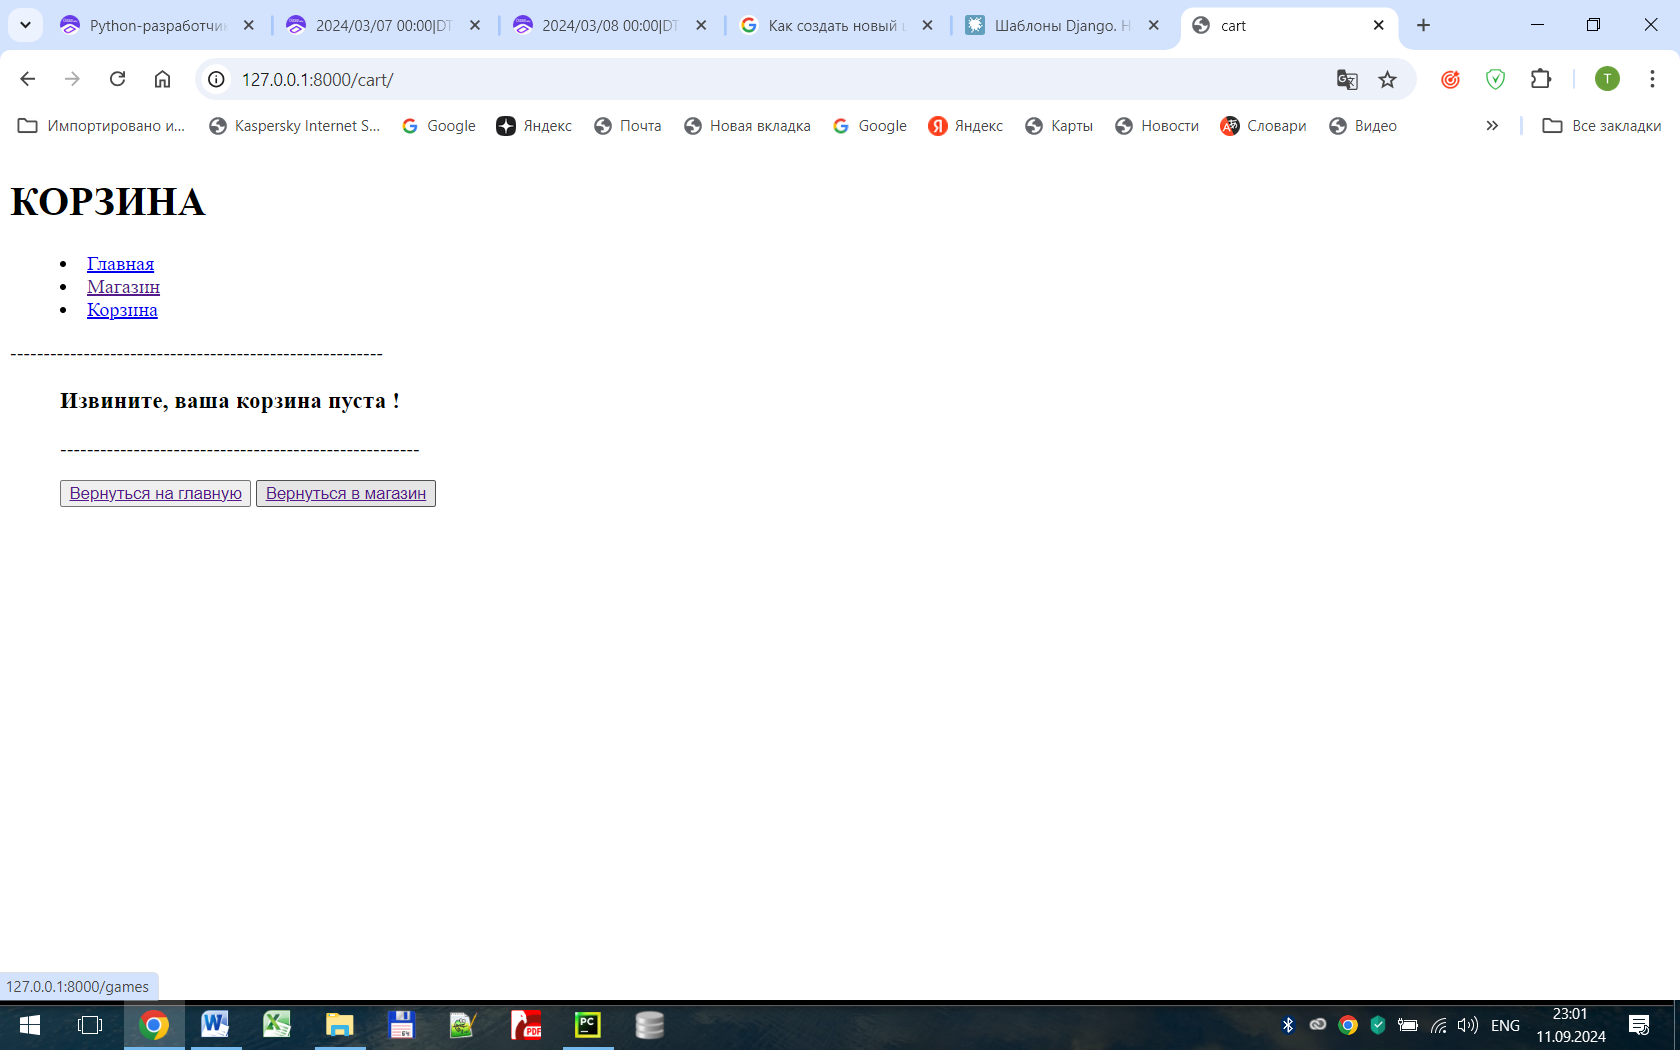 Python-разработчик
2024/03/07 00:00|DT
2024/03/08 00:00|DT
Как создать новый
Шаблоны Django. Н
cart
127.0.0.1:8000/cart/
T
Импортировано и...
Kaspersky Internet S...
Google
Яндекс
Почта
Новая вкладка
Google
Яндекс
Карты
Новости
Словари
Видео
Все закладки
КОРЗИНА
Главная
Магазин
Корзина
--------------------------------------------------------
Извините, ваша корзина пуста !
------------------------------------------------------
Вернуться на главную Вернуться в магазин
127.0.0.1:8000/games
ENG
23:01
11.09.2024